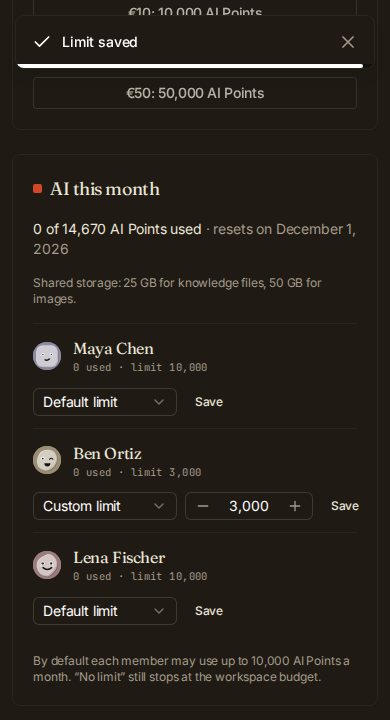 €10: 10,000 AI Points
Limit saved
€50: 50,000 AI Points
AI this month
0 of 14,670 AI Points used · resets on December 1,
2026
Shared storage: 25 GB for knowledge files, 50 GB for
images.
Maya Chen
0 used · limit 10,000
Default limit Save
Ben Ortiz
0 used · limit 3,000
Custom limit 3,000 Save
Lena Fischer
0 used · limit 10,000
Default limit Save
By default each member may use up to 10,000 AI Points a
month. “No limit” still stops at the workspace budget.